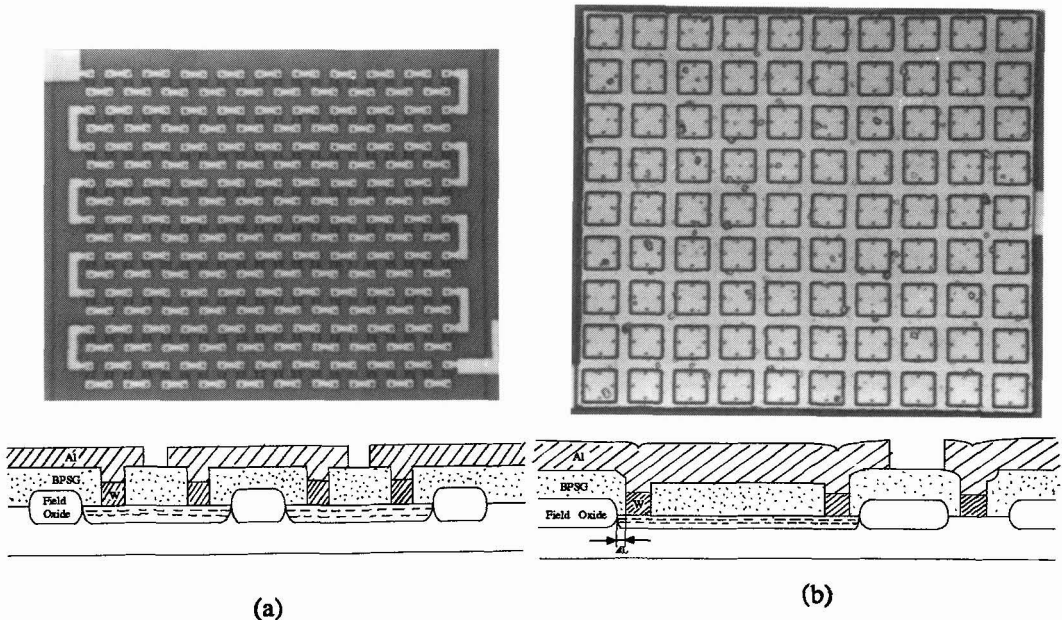 Al
BPSG
W
Field
Oxide
Al
BPSG
W
Field Oxide
ΔL
(a)
(b)